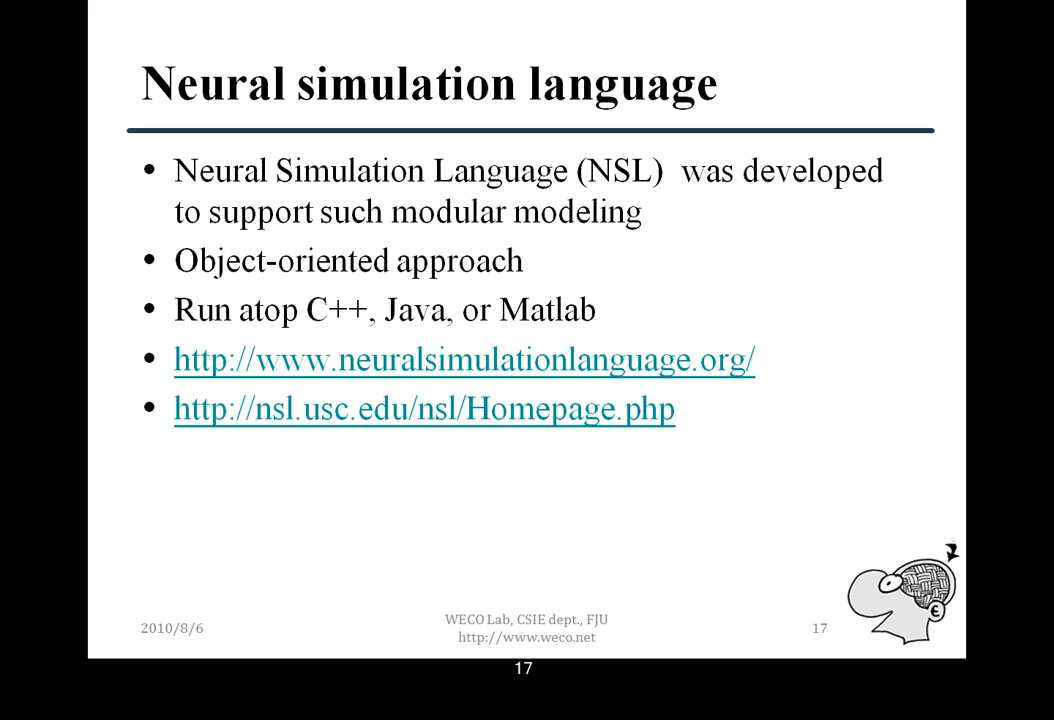 Neural simulation language
• Neural Simulation Language (NSL)  was developed
to support such modular modeling
• Object-oriented approach
• Run atop C++, Java, or Matlab
• http://www.neuralsimulationlanguage.org/
• http://nsl.usc.edu/nsl/Homepage.php
2010/8/6
WECO Lab, CSIE dept., FJU
http://www.weco.net
17
17